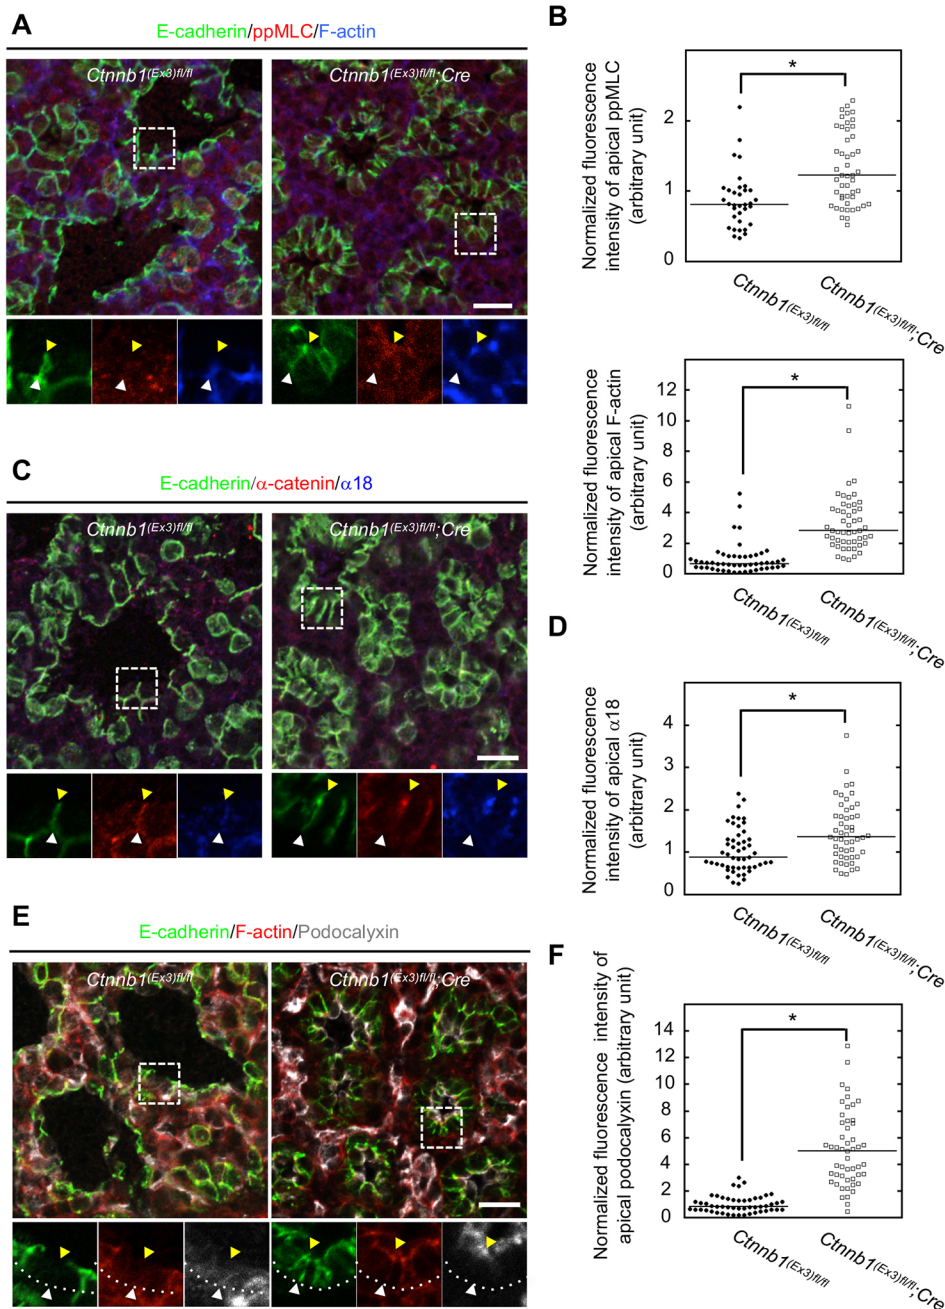 A
E-cadherin/ppMLC/F-actin
Ctnnb1(Ex3)fl/fl
Ctnnb1(Ex3)fl/fl;Cre
B
Normalized fluorescence
intensity of apical ppMLC
(arbitrary unit)
2
1
0
*
Ctnnb1(Ex3)fl/fl
Ctnnb1(Ex3)fl/fl;Cre
Normalized fluorescence
intensity of apical F-actin
(arbitrary unit)
12
10
8
6
4
2
0
*
Ctnnb1(Ex3)fl/fl
Ctnnb1(Ex3)fl/fl;Cre
C
E-cadherin/α-catenin/α18
Ctnnb1(Ex3)fl/fl
Ctnnb1(Ex3)fl/fl;Cre
D
Normalized fluorescence
intensity of apical α18
(arbitrary unit)
4
3
2
1
0
*
Ctnnb1(Ex3)fl/fl
Ctnnb1(Ex3)fl/fl;Cre
E
E-cadherin/F-actin/Podocalyxin
Ctnnb1(Ex3)fl/fl
Ctnnb1(Ex3)fl/fl;Cre
F
Normalized fluorescence intensity of
apical podocalyxin (arbitrary unit)
14
12
10
8
6
4
2
0
*
Ctnnb1(Ex3)fl/fl
Ctnnb1(Ex3)fl/fl;Cre